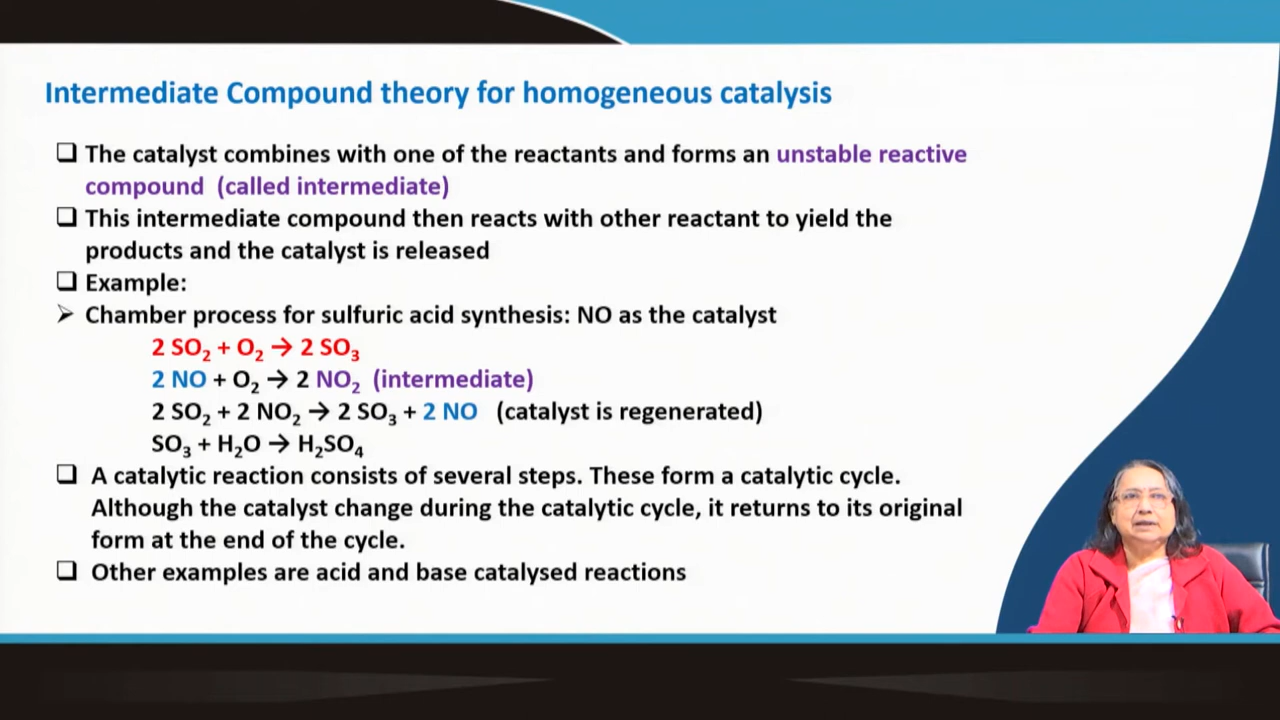 Intermediate Compound theory for homogeneous catalysis
❑ The catalyst combines with one of the reactants and forms an unstable reactive
compound (called intermediate)
❑ This intermediate compound then reacts with other reactant to yield the
products and the catalyst is released
❑ Example:
➢ Chamber process for sulfuric acid synthesis: NO as the catalyst
2 SO₂ + O₂ → 2 SO₃
2 NO + O₂ → 2 NO₂ (intermediate)
2 SO₂ + 2 NO₂ → 2 SO₃ + 2 NO (catalyst is regenerated)
SO₃ + H₂O → H₂SO₄
❑ A catalytic reaction consists of several steps. These form a catalytic cycle.
Although the catalyst change during the catalytic cycle, it returns to its original
form at the end of the cycle.
❑ Other examples are acid and base catalysed reactions